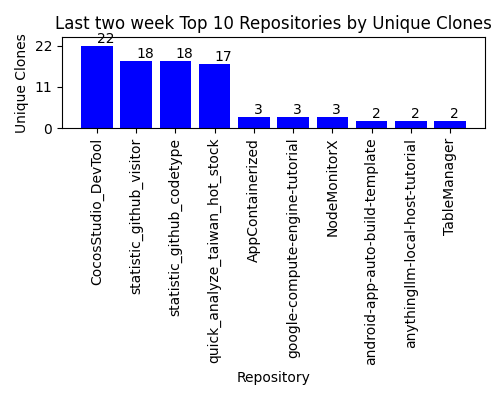 Last two week Top 10 Repositories by Unique Clones
Unique Clones
22
11
0
22
18
18
17
3
3
3
2
2
2
CocosStudio_DevTool
statistic_github_visitor
statistic_github_codetype
quick_analyze_taiwan_hot_stock
AppContainerized
google-compute-engine-tutorial
NodeMonitorX
android-app-auto-build-template
anythingllm-local-host-tutorial
TableManager
Repository